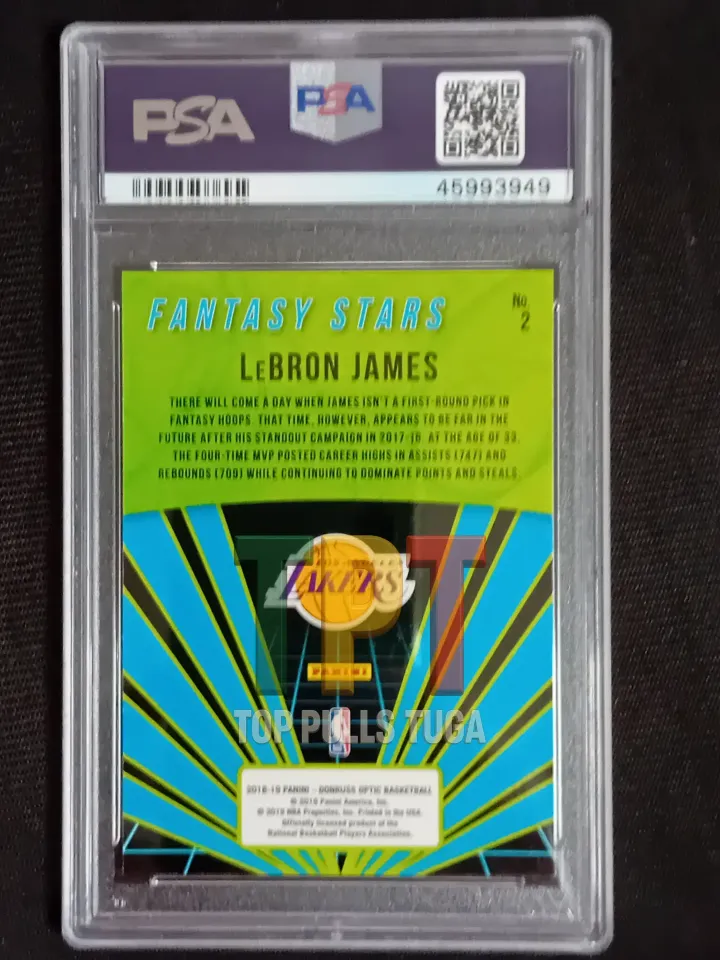 PSA
PSA
45993949
FANTASY STARS
No.
2
LeBRON JAMES
THERE WILL COME A DAY WHEN JAMES ISN'T A FIRST-ROUND PICK IN
FANTASY HOOPS. THAT TIME, HOWEVER, APPEARS TO BE FAR IN THE
FUTURE AFTER HIS STANDOUT CAMPAIGN IN 2017-18. AT THE AGE OF 33,
THE FOUR-TIME MVP POSTED CAREER HIGHS IN ASSISTS (747) AND
REBOUNDS (709) WHILE CONTINUING TO DOMINATE POINTS AND STEALS.
LAKERS
TPT
PANINI
TOP PULLS TUGA
2018-19 PANINI – DONRUSS OPTIC BASKETBALL
© 2019 Panini America, Inc.
© 2019 NBA Properties, Inc. Printed in the USA.
Officially licensed product of the
National Basketball Players Association.